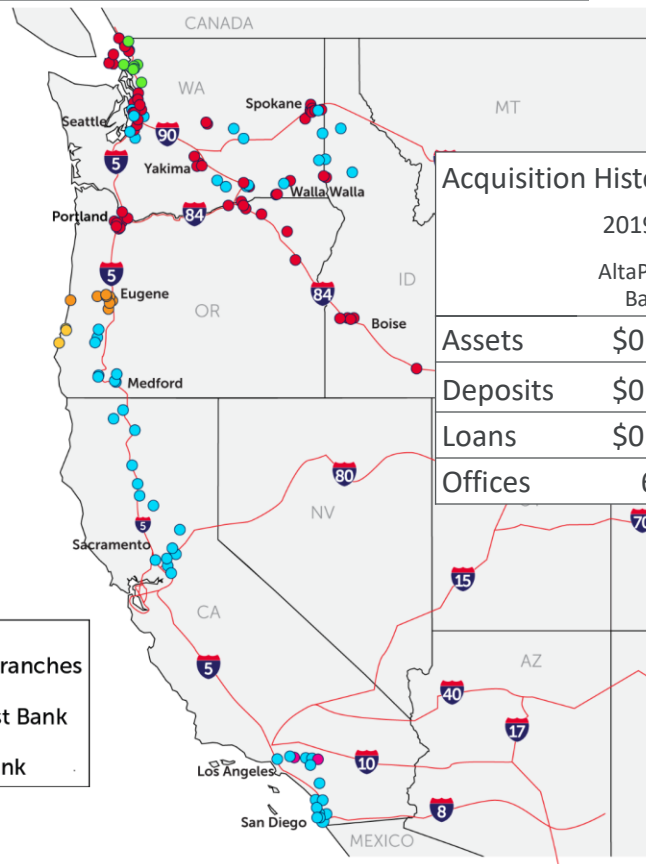 CANADA
WA
Spokane
MT
Seattle
90
5
Yakima
Walla Walla
Portland
84
Acquisition Histo
2019
AltaP
Ba
5
Eugene
ID
84
OR
Boise
Assets $0
Medford
Deposits $0
Loans $0
80
Offices 6
NV
70
5
Sacramento
15
CA
ranches
5
AZ
40
st Bank
17
nk
10
Los Angeles
8
San Diego
MEXICO